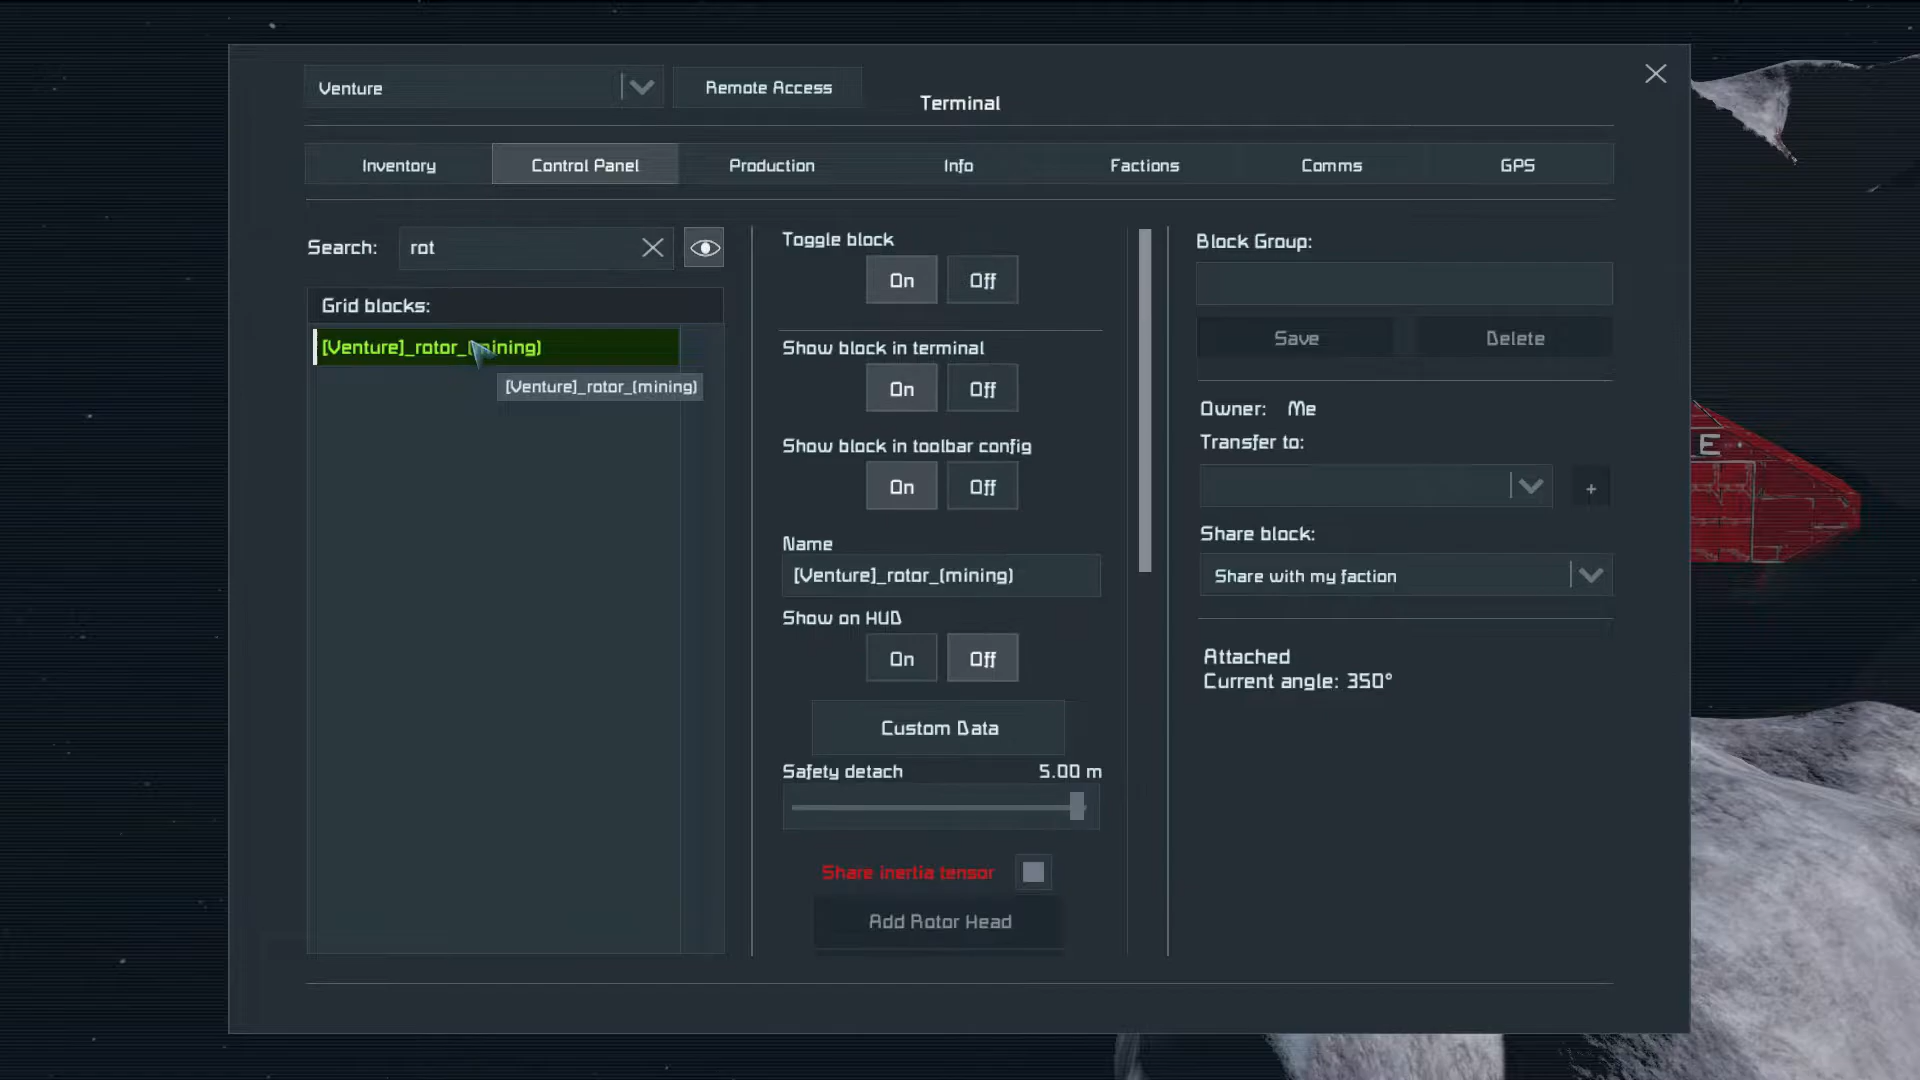 Venture
Remote Access
Terminal
Inventory
Control Panel
Production
Info
Factions
Comms
GPS
Search:
rot
Grid blocks:
[Venture]_rotor_(mining)
[Venture]_rotor_(mining)
Toggle block
On
Off
Show block in terminal
On
Off
Show block in toolbar config
On
Off
Name
[Venture]_rotor_(mining)
Show on HUD
On
Off
Custom Data
Safety detach
5.00 m
Share inertia tensor
Add Rotor Head
Block Group:
Save
Delete
Owner: Me
Transfer to:
+
Share block:
Share with my faction
Attached
Current angle: 350°
E